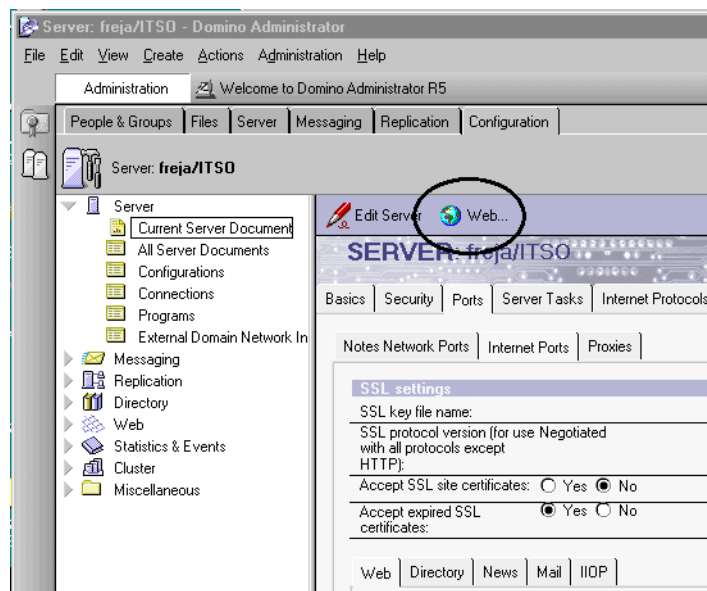 Server: freja/ITSO - Domino Administrator
File Edit View Create Actions Administration Help
Administration Welcome to Domino Administrator R5
People & Groups Files Server Messaging Replication Configuration
Server: freja/ITSO
Server
Current Server Document
All Server Documents
Configurations
Connections
Programs
External Domain Network In
Messaging
Replication
Directory
Web
Statistics & Events
Cluster
Miscellaneous
Edit Server Web...
SERVER: freja/ITSO
Basics Security Ports Server Tasks Internet Protocols
Notes Network Ports Internet Ports Proxies
SSL settings
SSL key file name:
SSL protocol version (for use Negotiated
with all protocols except
HTTP):
Accept SSL site certificates: Yes No
Accept expired SSL Yes No
certificates:
Web Directory News Mail IIOP